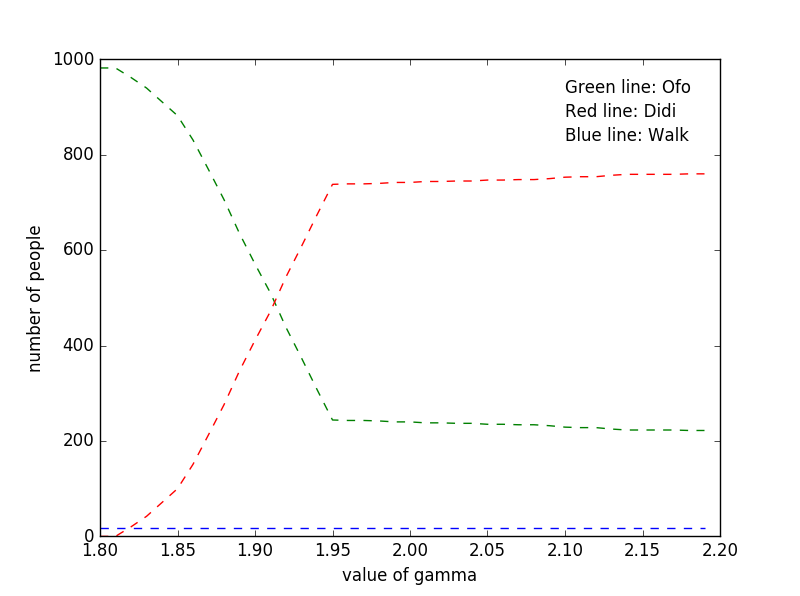 1000
800
600
400
200
0
number of people
Green line: Ofo
Red line: Didi
Blue line: Walk
1.80 1.85 1.90 1.95 2.00 2.05 2.10 2.15 2.20
value of gamma